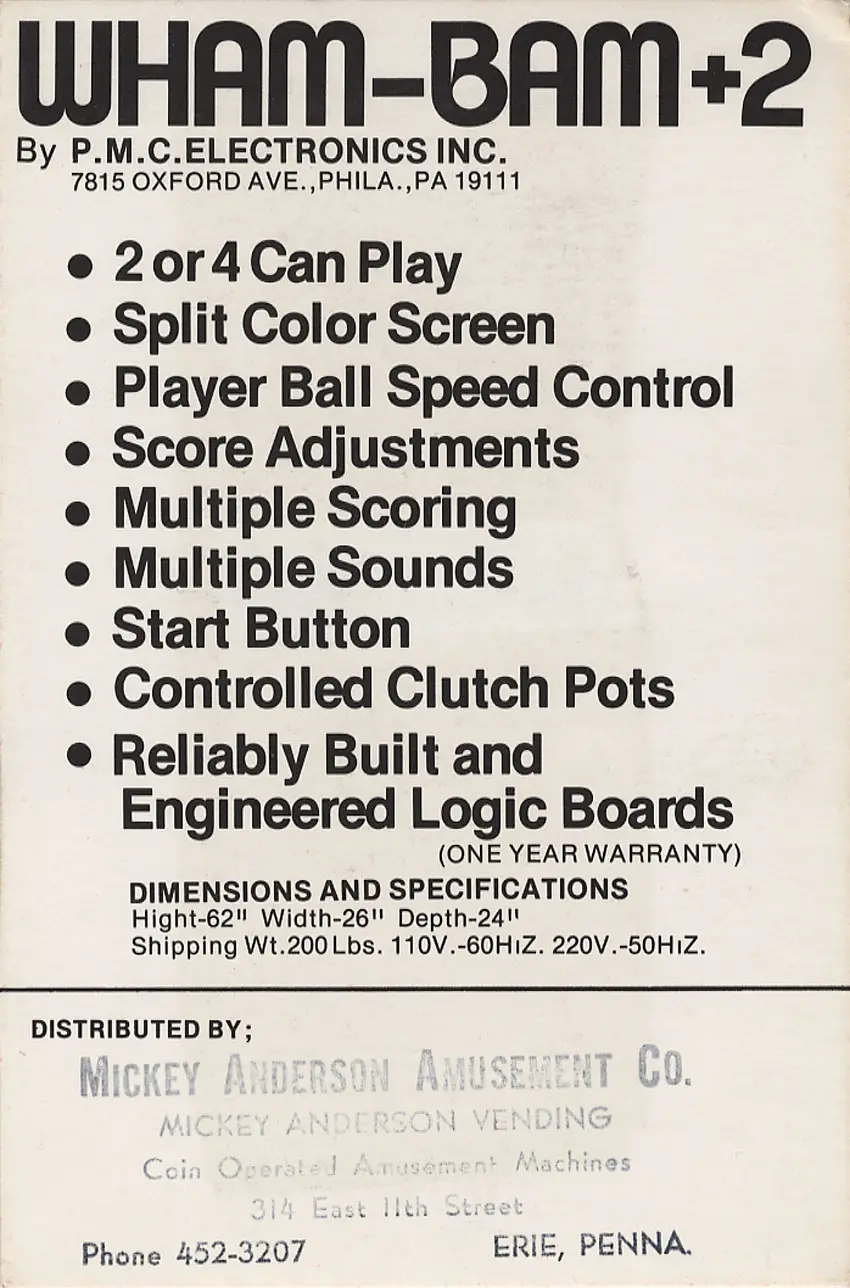 WHAM-BAM+2
By P.M.C.ELECTRONICS INC.
7815 OXFORD AVE.,PHILA.,PA 19111
• 2 or 4 Can Play
• Split Color Screen
• Player Ball Speed Control
• Score Adjustments
• Multiple Scoring
• Multiple Sounds
• Start Button
• Controlled Clutch Pots
• Reliably Built and
Engineered Logic Boards
(ONE YEAR WARRANTY)
DIMENSIONS AND SPECIFICATIONS
Hight-62" Width-26" Depth-24"
Shipping Wt.200 Lbs. 110V.-60HıZ. 220V.-50HıZ.
DISTRIBUTED BY;
MICKEY ANDERSON AMUSEMENT CO.
MICKEY ANDERSON VENDING
Coin Operated Amusement Machines
314 East 11th Street
Phone 452-3207 ERIE, PENNA.